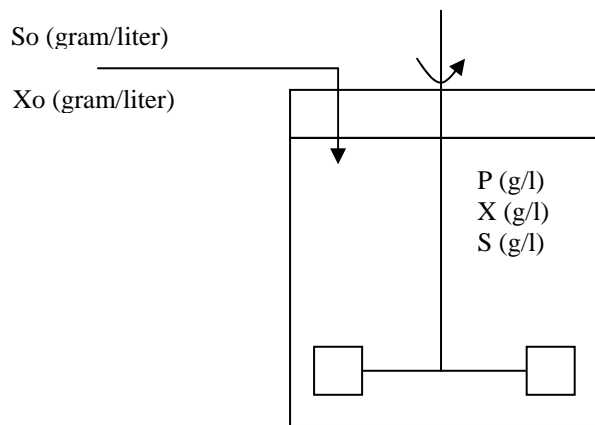 So (gram/liter)
Xo (gram/liter)
P (g/l)
X (g/l)
S (g/l)